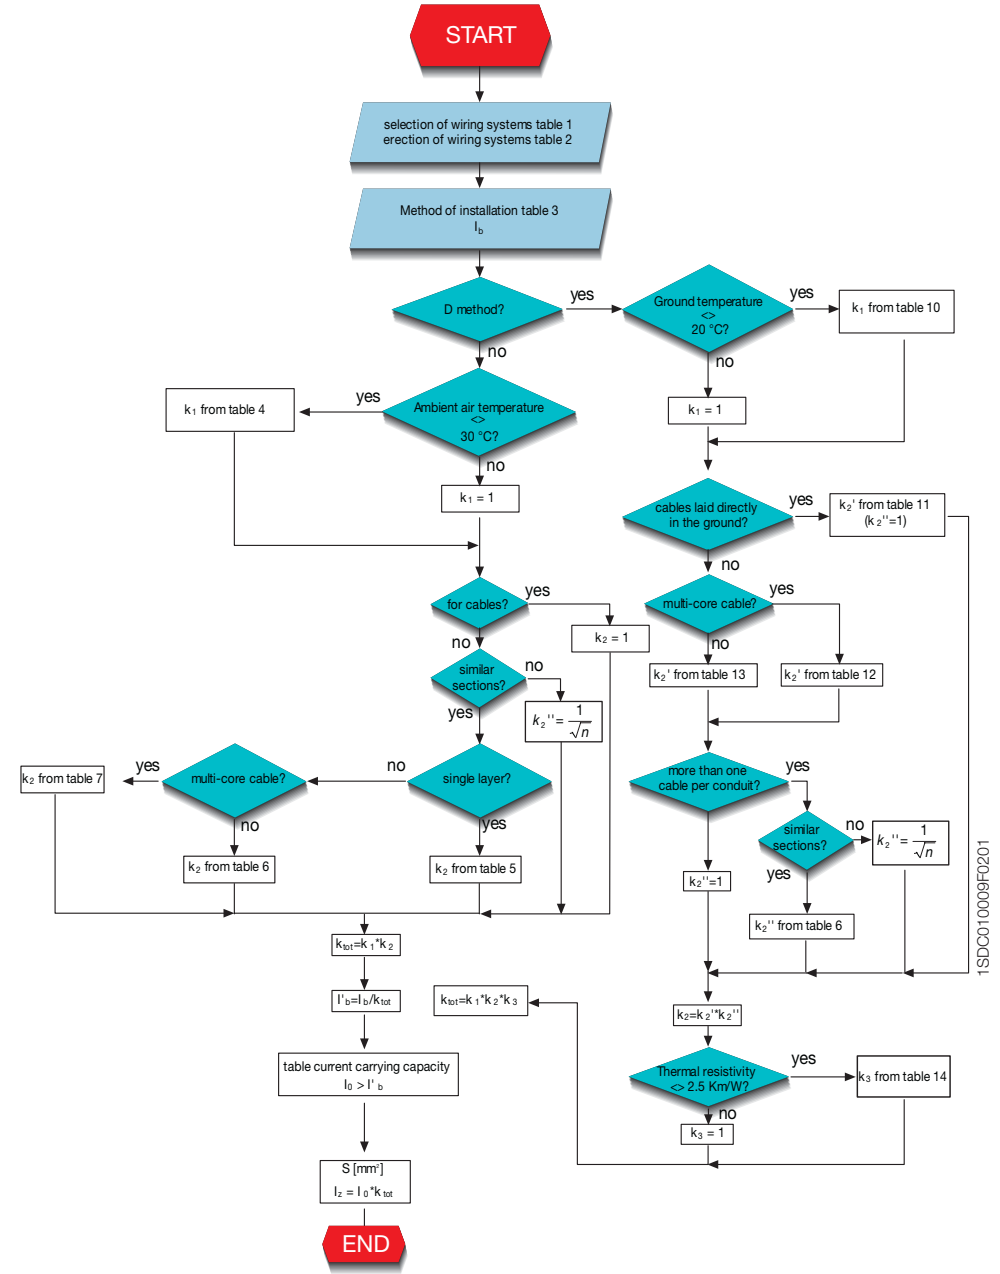 START
selection of wiring systems table 1
erection of wiring systems table 2
Method of installation table 3
I b
D method?
yes
no
Ground temperature
<>
20 °C?
yes
no
k1 from table 10
k1 = 1
Ambient air temperature
<>
30 °C?
yes
no
k1 from table 4
k1 = 1
cables laid directly
in the ground?
yes
no
k2' from table 11
(k2''=1)
for cables?
yes
no
k2 = 1
multi-core cable?
yes
no
k2' from table 13
k2' from table 12
similar
sections?
no
yes
k2'' = 1/√n
single layer?
no
yes
multi-core cable?
yes
no
k2 from table 7
k2 from table 6
k2 from table 5
more than one
cable per conduit?
yes
similar
sections?
no
yes
k2'' = 1/√n
k2''=1
k2'' from table 6
ktot=k1*k2
I'b=Ib/ktot
ktot=k1*k2*k3
k2=k2'*k2''
table current carrying capacity
I0 > I'b
Thermal resistivity
<> 2.5 Km/W?
yes
no
k3 from table 14
k3 = 1
S [mm²]
Iz = I0*ktot
END
1SDC010009F0201